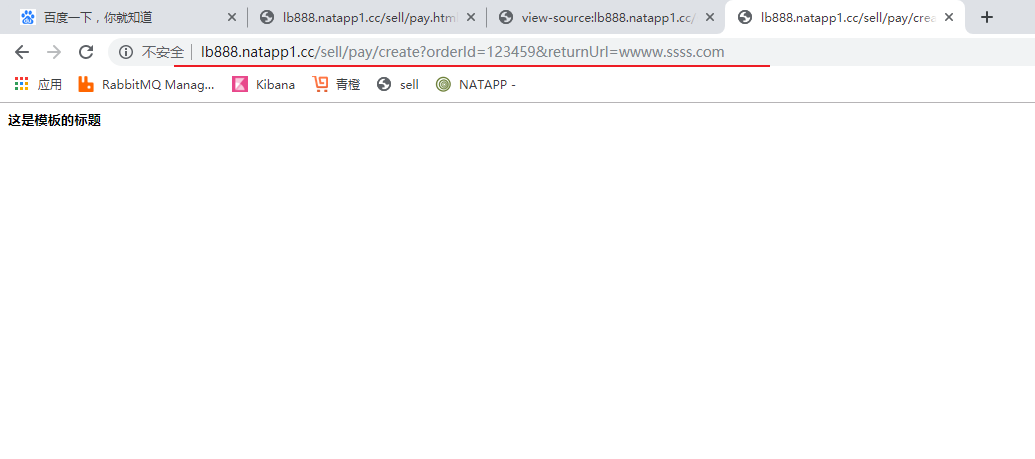 百度一下，你就知道
lb888.natapp1.cc/sell/pay.html
view-source:lb888.natapp1.cc/
lb888.natapp1.cc/sell/pay/crea
不安全 lb888.natapp1.cc/sell/pay/create?orderId=123459&returnUrl=wwww.ssss.com
应用 RabbitMQ Manag... Kibana 青橙 sell NATAPP -
这是模板的标题